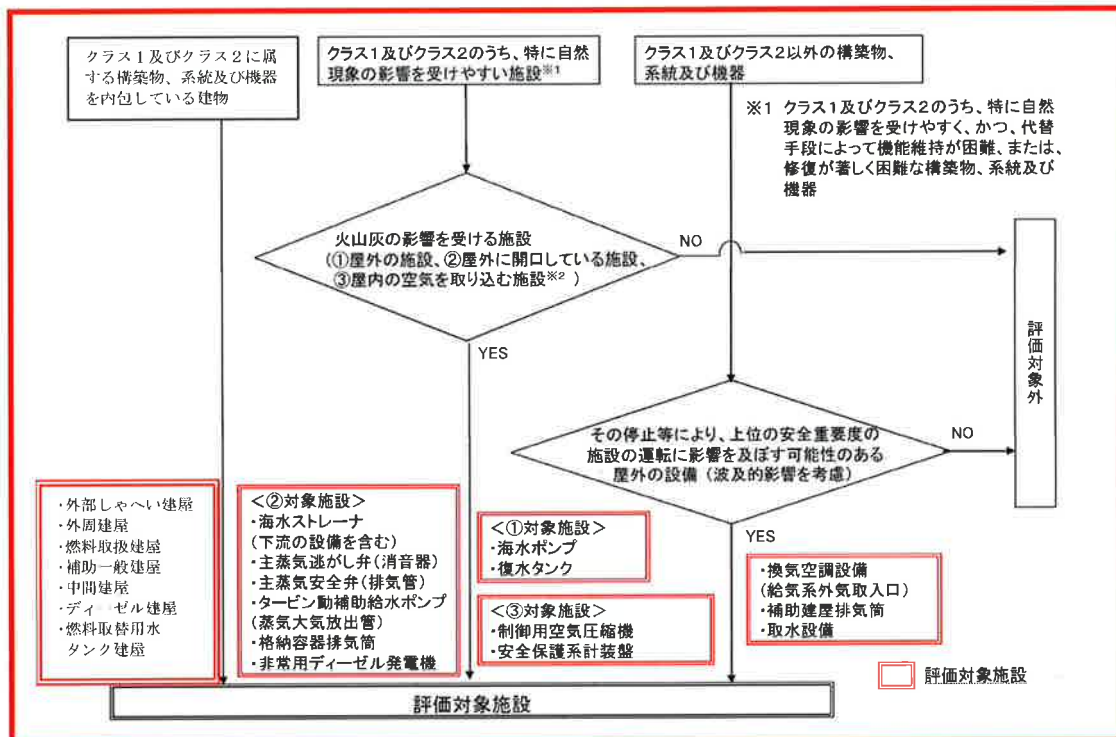 クラス1及びクラス2に属
する構築物、系統及び機器
を内包している建物
クラス1及びクラス2のうち、特に自然
現象の影響を受けやすい施設※1
クラス1及びクラス2以外の構築物、
系統及び機器
※1 クラス1及びクラス2のうち、特に自然
現象の影響を受けやすく、かつ、代替
手段によって機能維持が困難、または、
修復が著しく困難な構築物、系統及び
機器
火山灰の影響を受ける施設
(①屋外の施設、②屋外に開口している施設、
③屋内の空気を取り込む施設※2 )
NO
YES
評価対象外
その停止等により、上位の安全重要度の
施設の運転に影響を及ぼす可能性のある
屋外の設備(波及的影響を考慮)
NO
YES
・外部しゃへい建屋
・外周建屋
・燃料取扱建屋
・補助一般建屋
・中間建屋
・ディーゼル建屋
・燃料取替用水
タンク建屋
<②対象施設>
・海水ストレーナ
(下流の設備を含む)
・主蒸気逃がし弁(消音器)
・主蒸気安全弁(排気管)
・タービン動補助給水ポンプ
(蒸気大気放出管)
・格納容器排気筒
・非常用ディーゼル発電機
<①対象施設>
・海水ポンプ
・復水タンク
<③対象施設>
・制御用空気圧縮機
・安全保護系計装盤
・換気空調設備
(給気系外気取入口)
・補助建屋排気筒
・取水設備
評価対象施設
評価対象施設